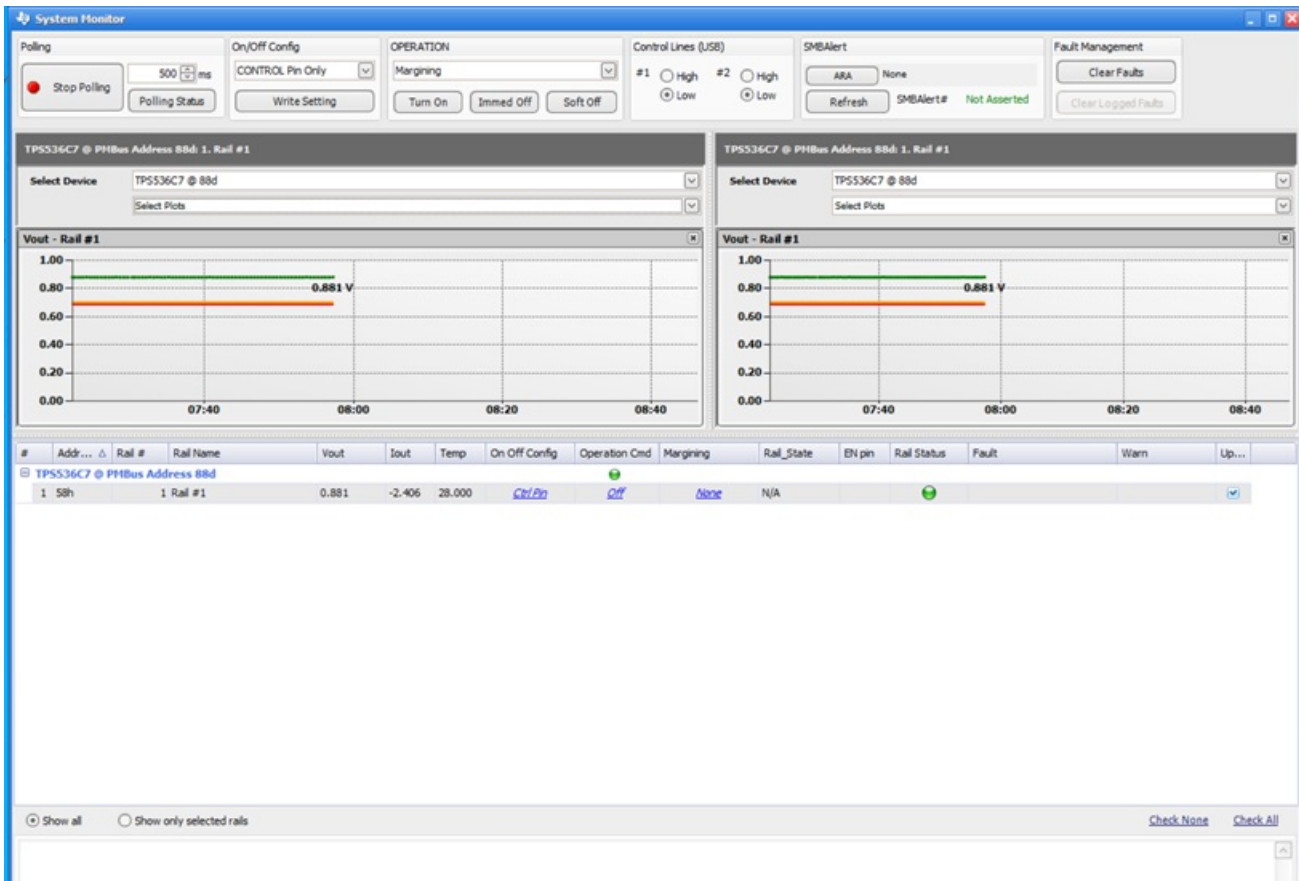 System Monitor
Polling
Stop Polling
500 ms
Polling Status
On/Off Config
CONTROL Pin Only
Write Setting
OPERATION
Margining
Turn On Immed Off Soft Off
Control Lines (USB)
#1 High #2 High
Low Low
SMBAlert
ARA None
Refresh SMBAlert# Not Asserted
Fault Management
Clear Faults
Clear Logged Faults
TPS536C7 @ PMBus Address 88d: 1. Rail #1
Select Device TPS536C7 @ 88d
Select Plots
Vout - Rail #1
1.00
0.80
0.881 V
0.60
0.40
0.20
0.00
07:40 08:00 08:20 08:40
TPS536C7 @ PMBus Address 88d: 1. Rail #1
Select Device TPS536C7 @ 88d
Select Plots
Vout - Rail #1
1.00
0.80
0.881 V
0.60
0.40
0.20
0.00
07:40 08:00 08:20 08:40
# Addr... Rail # Rail Name Vout Iout Temp On Off Config Operation Cmd Margining Rail_State EN pin Rail Status Fault Warn Up...
TPS536C7 @ PMBus Address 88d
1 58h 1 Rail #1 0.881 -2.406 28.000 Ctrl Pin Off None N/A
Show all Show only selected rails Check None Check All